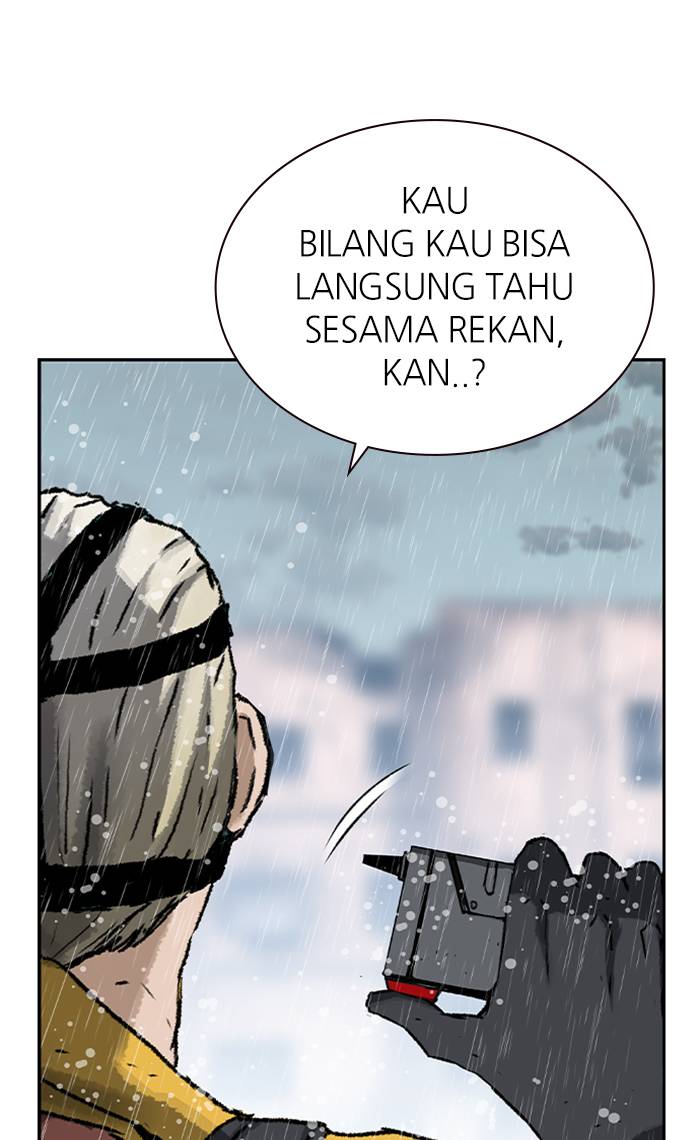 KAU
BILANG KAU BISA
LANGSUNG TAHU
SESAMA REKAN,
KAN..?